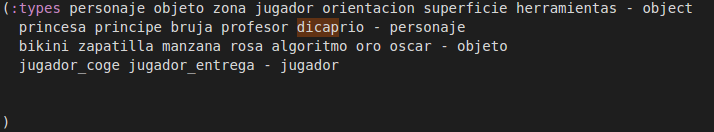 (:types personaje objeto zona jugador orientacion superficie herramientas - object
princesa principe bruja profesor dicaprio - personaje
bikini zapatilla manzana rosa algoritmo oro oscar - objeto
jugador_coge jugador_entrega - jugador
)